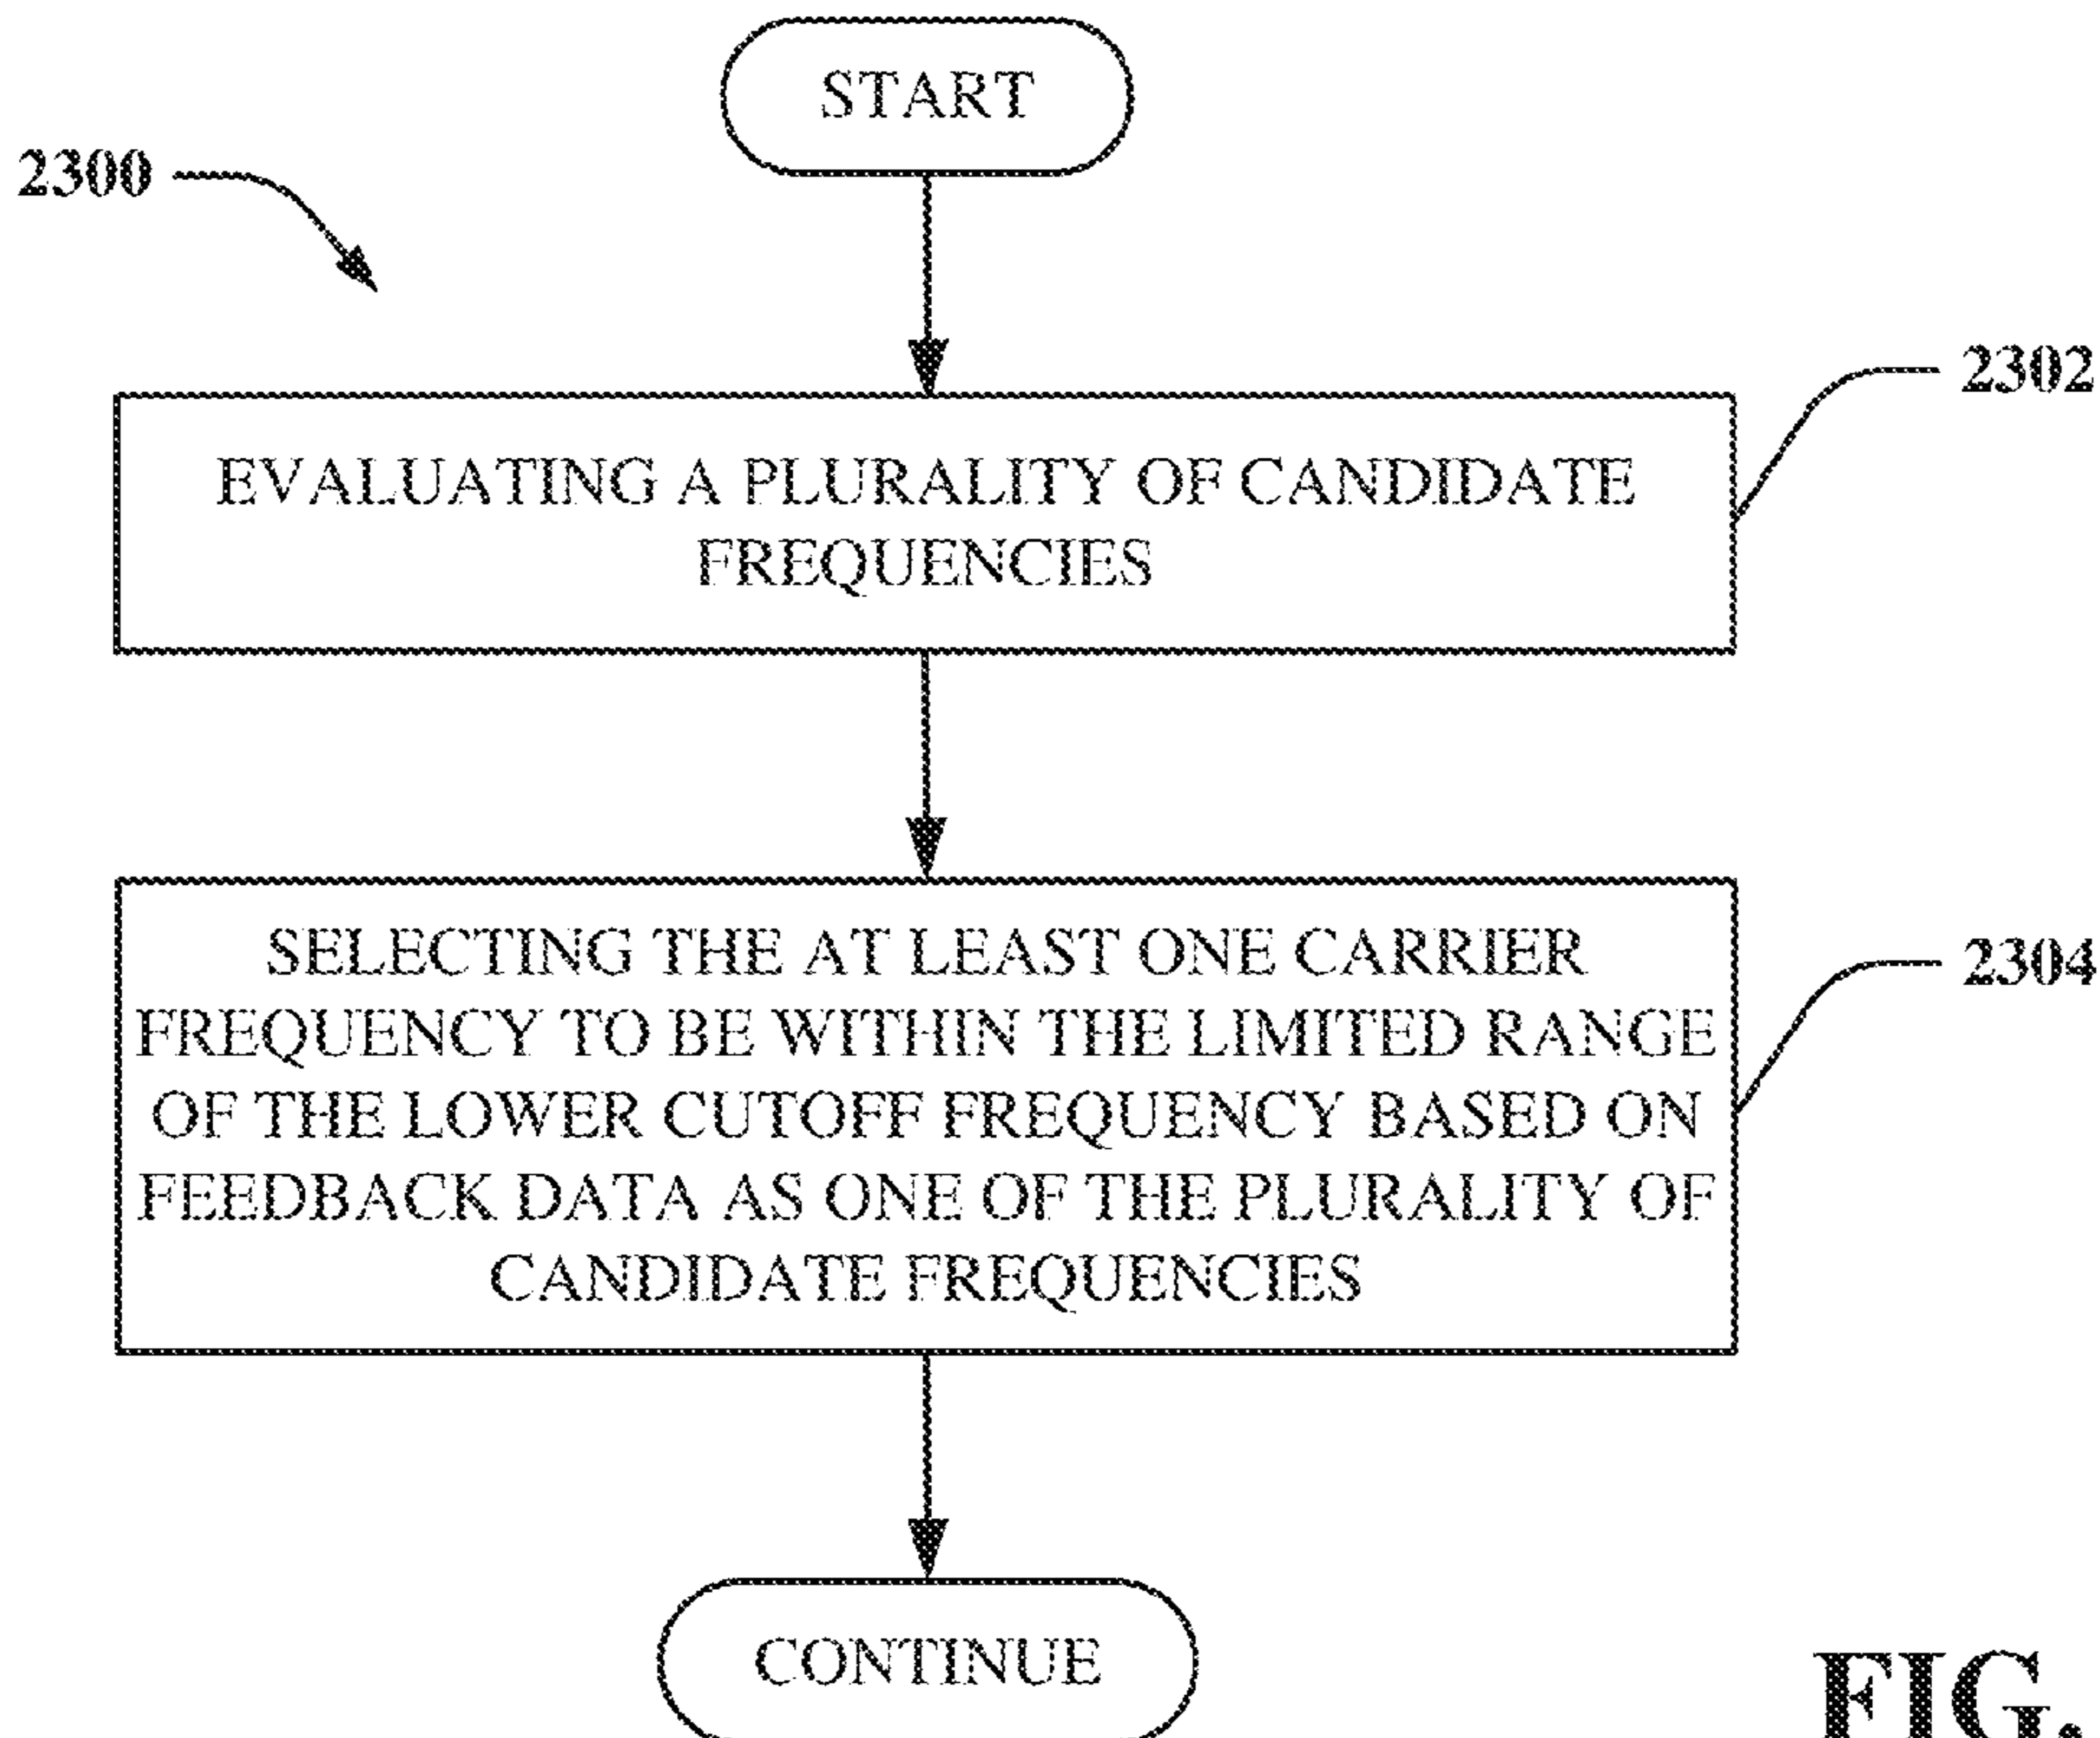 START
2300
2302
EVALUATING A PLURALITY OF CANDIDATE
FREQUENCIES
SELECTING THE AT LEAST ONE CARRIER
2304
FREQUENCY TO BE WITHIN THE LIMITED RANGE
OF THE LOWER CUTOFF FREQUENCY BASED ON
FEEDBACK DATA AS ONE OF THE PLURALITY OF
CANDIDATE FREQUENCIES
CONTINUE
FIG.